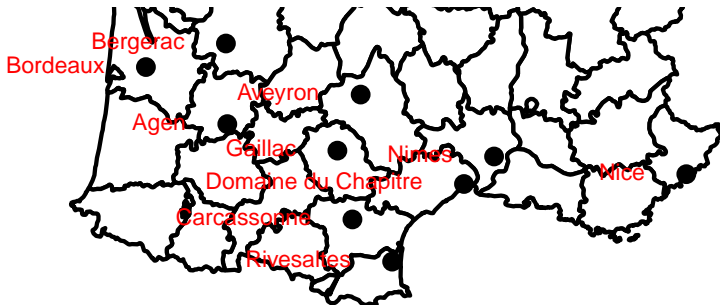 Bergerac
Bordeaux
Aveyron
Agen
Gaillac
Nimes
Nice
Domaine du Chapitre
Carcassonne
Rivesaltes